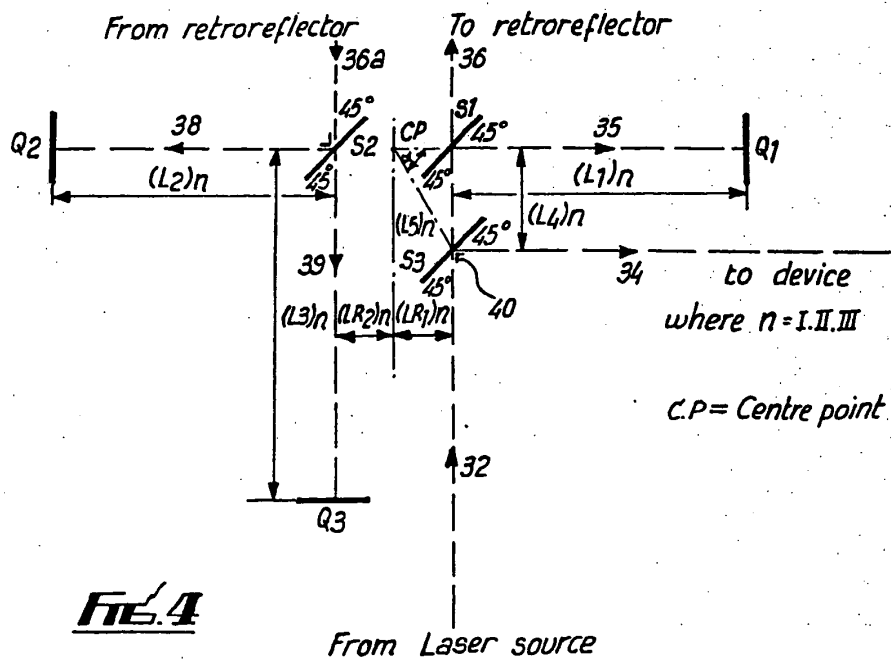 From retroreflector
To retroreflector
36a
36
45°
S1
Q2
38
S2
CP
45°
35
Q1
45°
45°
(L2)n
(L1)n
(L4)n
(L5)n
45°
39
S3
34
to device
45°
40
(L3)n
(LR2)n
(LR1)n
where n = I.II.III
C.P = Centre point
32
Q3
FIG. 4
From Laser source